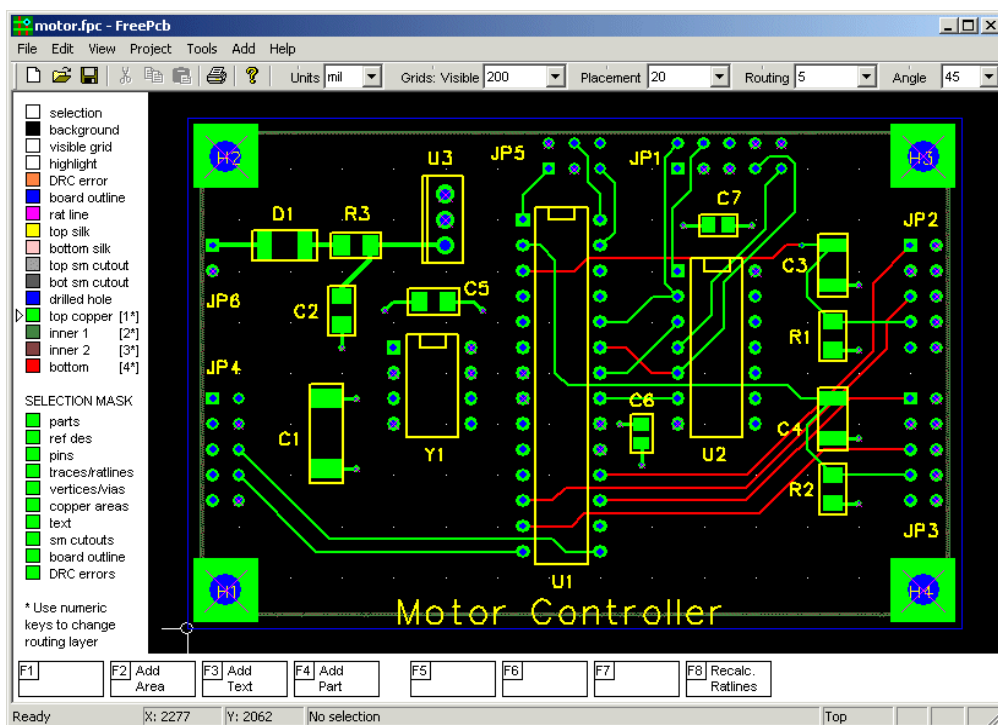 motor.fpc - FreePcb
File Edit View Project Tools Add Help
Units mil Grids: Visible 200 Placement 20 Routing 5 Angle 45
selection
background
visible grid
highlight
DRC error
board outline
rat line
top silk
bottom silk
top sm cutout
bot sm cutout
drilled hole
top copper [1*]
inner 1 [2*]
inner 2 [3*]
bottom [4*]
SELECTION MASK
parts
ref des
pins
traces/ratlines
vertices/vias
copper areas
text
sm cutouts
board outline
DRC errors
* Use numeric
keys to change
routing layer
H2 U3 JP5 JP1 H3
D1 R3 C7 JP2
C3
JP6 C2 C5
R1
JP4
C6
C1 Y1 U2 C4
R2
JP3
H1 U1 H4
Motor Controller
F1 F2 Add Area F3 Add Text F4 Add Part F5 F6 F7 F8 Recalc. Ratlines
Ready X: 2277 Y: 2062 No selection Top